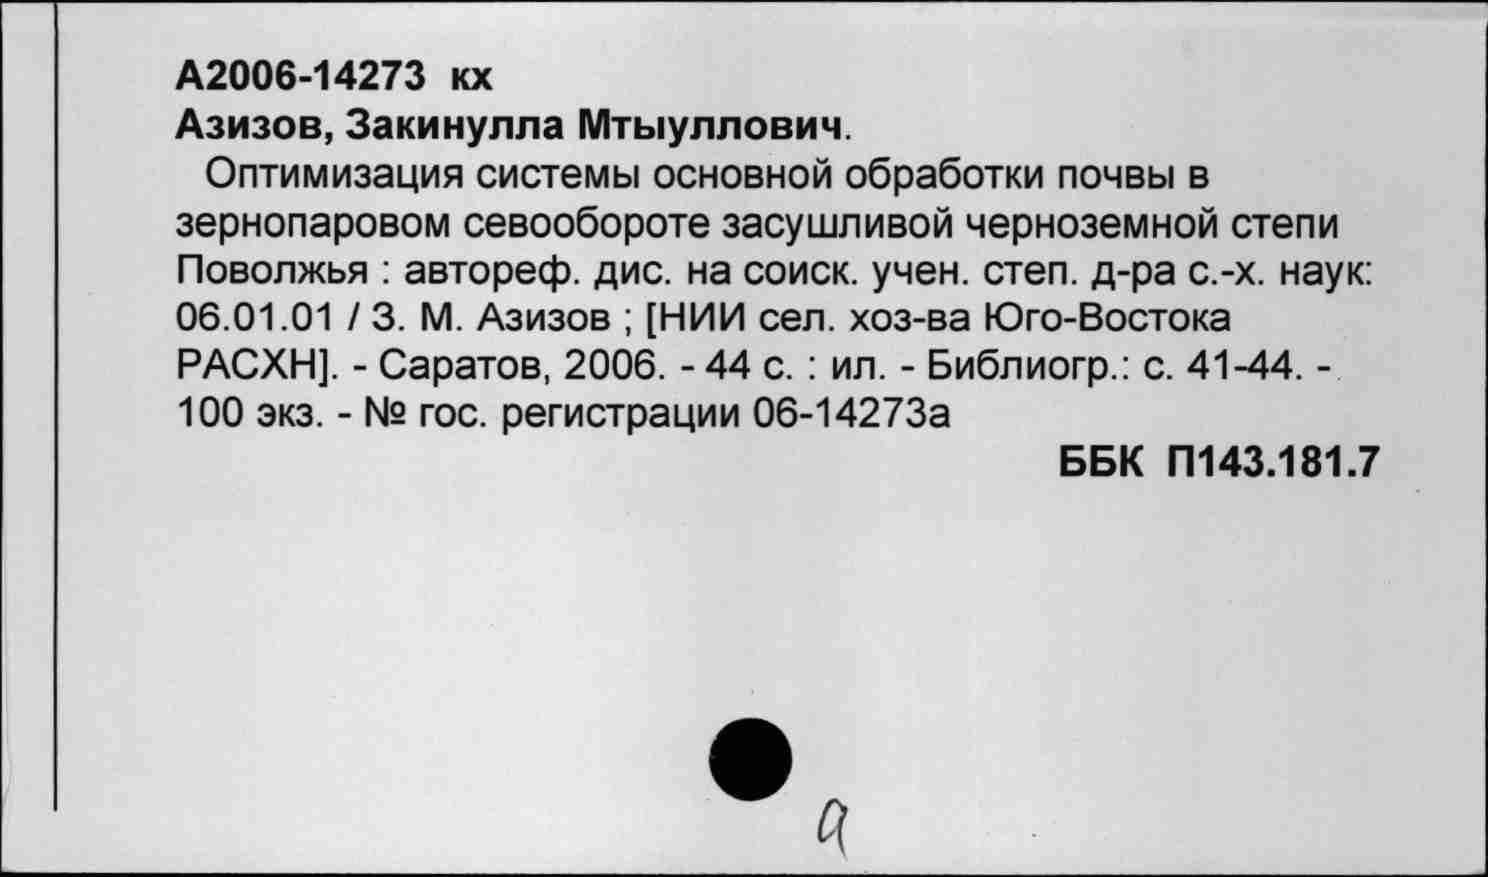 А2006-14273 кх
Азизов, Закинулла Мтыуллович.
Оптимизация системы основной обработки почвы в
зернопаровом севообороте засушливой черноземной степи
Поволжья : автореф. дис. на соиск. учен. степ. д-ра с.-х. наук:
06.01.01 / З. М. Азизов ; [НИИ сел. хоз-ва Юго-Востока
РАСХН]. - Саратов, 2006. - 44 с. : ил. - Библиогр.: с. 41-44. -
100 экз. - № гос. регистрации 06-14273а
ББК П143.181.7